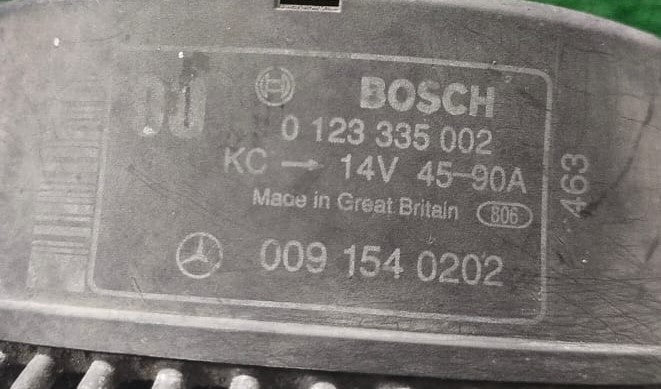 BOSCH
0 123 335 002
KC → 14V 45-90A
Made in Great Britain 806
009 154 0202
463